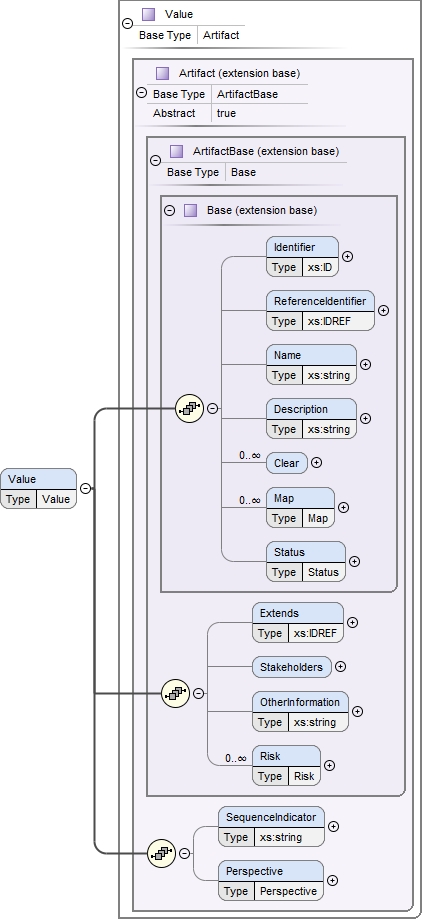 Value
Base Type Artifact
Artifact (extension base)
Base Type ArtifactBase
Abstract true
ArtifactBase (extension base)
Base Type Base
Base (extension base)
Identifier
Type xs:ID
ReferenceIdentifier
Type xs:IDREF
Name
Type xs:string
Description
Type xs:string
0..∞
Clear
0..∞
Map
Type Map
Status
Type Status
Value
Type Value
Extends
Type xs:IDREF
Stakeholders
OtherInformation
Type xs:string
0..∞
Risk
Type Risk
SequenceIndicator
Type xs:string
Perspective
Type Perspective